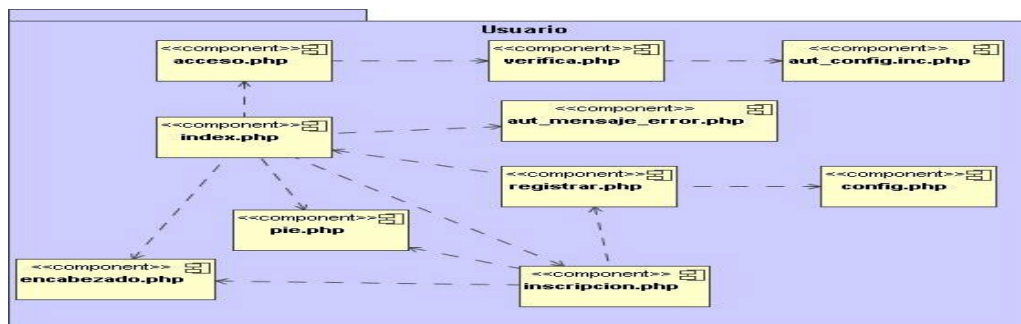 Usuario
<<component>>
acceso.php
<<component>>
verifica.php
<<component>>
aut_config.inc.php
<<component>>
aut_mensaje_error.php
<<component>>
index.php
<<component>>
registrar.php
<<component>>
config.php
<<component>>
pie.php
<<component>>
encabezado.php
<<component>>
inscripcion.php